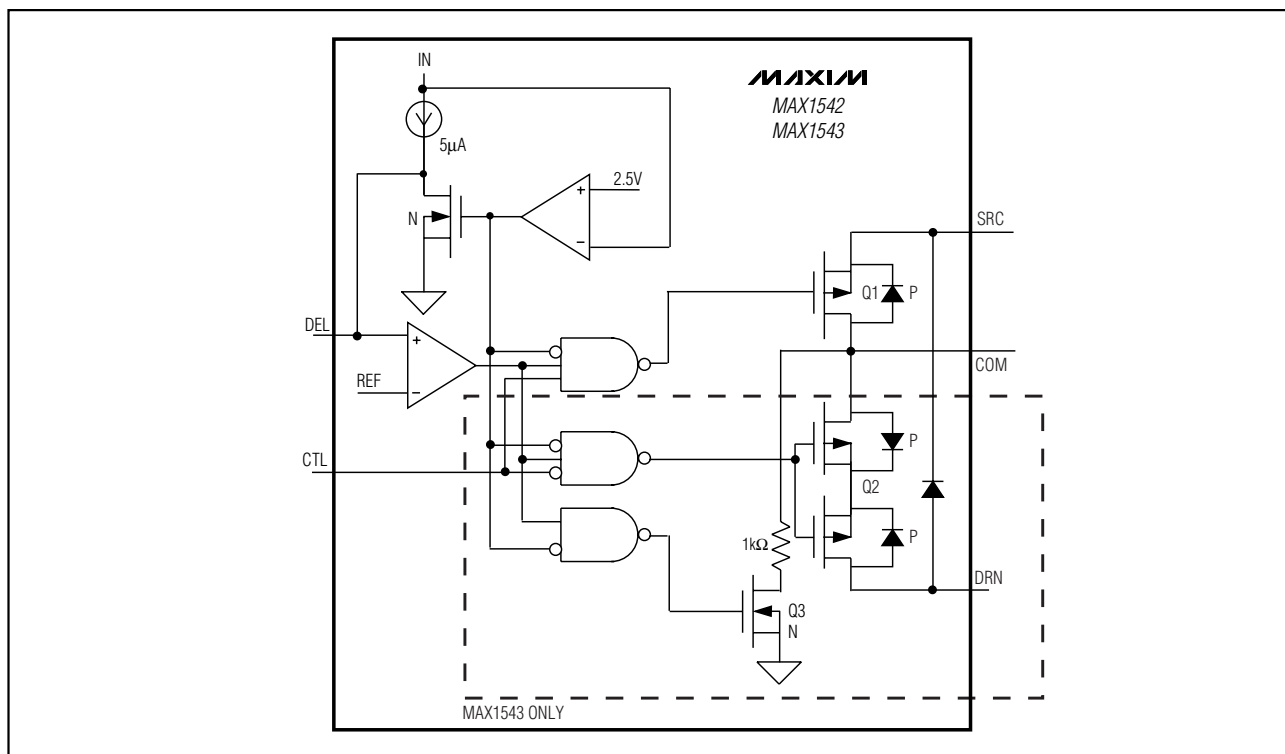 IN
MAXIM
MAX1542
MAX1543
5µA
2.5V
+
N
−
SRC
Q1
P
DEL
+
COM
REF
−
P
CTL
Q2
1kΩ
P
DRN
Q3
N
MAX1543 ONLY